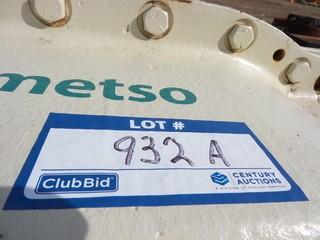 metso
LOT #
932 A
ClubBid
CENTURY
AUCTIONS